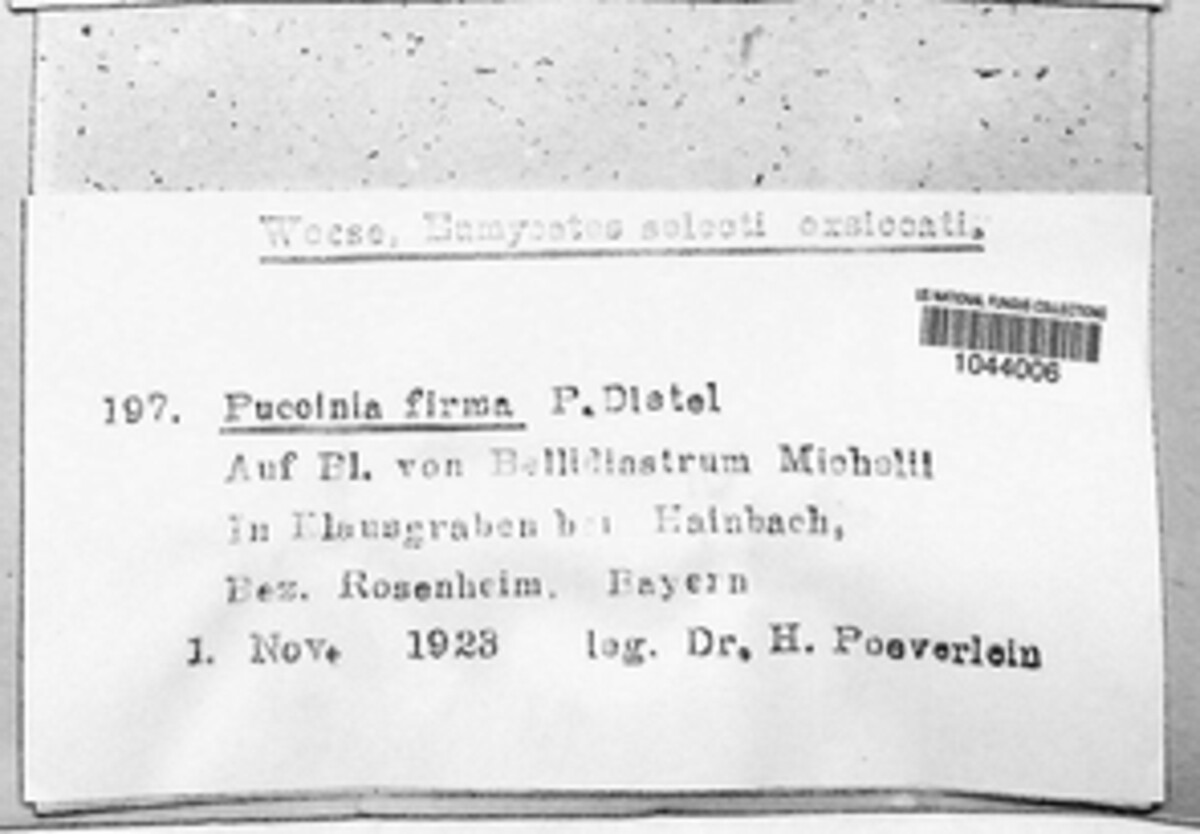 Weese, Eumycetes selecti exsiccati.
US NATIONAL FUNGUS COLLECTIONS
1044006
197. Puccinia firma P. Dietel
Auf Bl. von Bellidiastrum Michelii
In Klausgraben bei Hainbach,
Bez. Rosenheim. Bayern
1. Nov. 1923 leg. Dr. H. Poeverlein